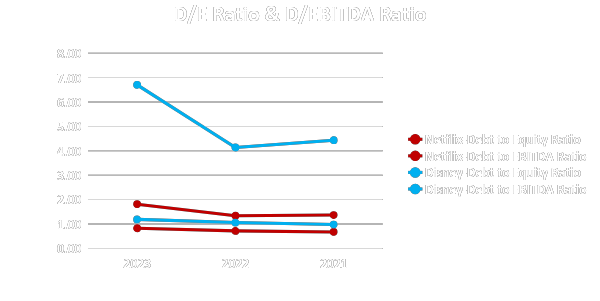 D/E Ratio & D/EBITDA Ratio
8.00
7.00
6.00
5.00
4.00
3.00
2.00
1.00
0.00
2023 2022 2021
Netflix Debt to Equity Ratio
Netflix Debt to EBITDA Ratio
Disney Debt to Equity Ratio
Disney Debt to EBITDA Ratio